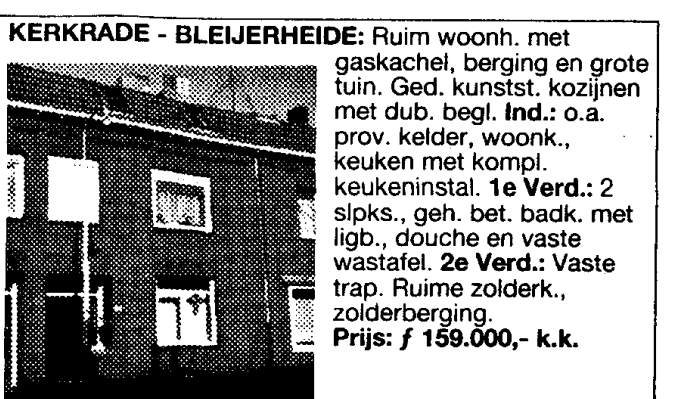 KERKRADE - BLEIJERHEIDE: Ruim woonh. met
gaskachel, berging en grote
tuin. Ged. kunstst. kozijnen
met dub. begl. Ind.: o.a.
prov. kelder, woonk.,
keuken met kompl.
keukeninstal. 1e Verd.: 2
slpks., geh. bet. badk. met
ligb., douche en vaste
wastafel. 2e Verd.: Vaste
trap. Ruime zolderk.,
zolderberging.
Prijs: ƒ 159.000,- k.k.